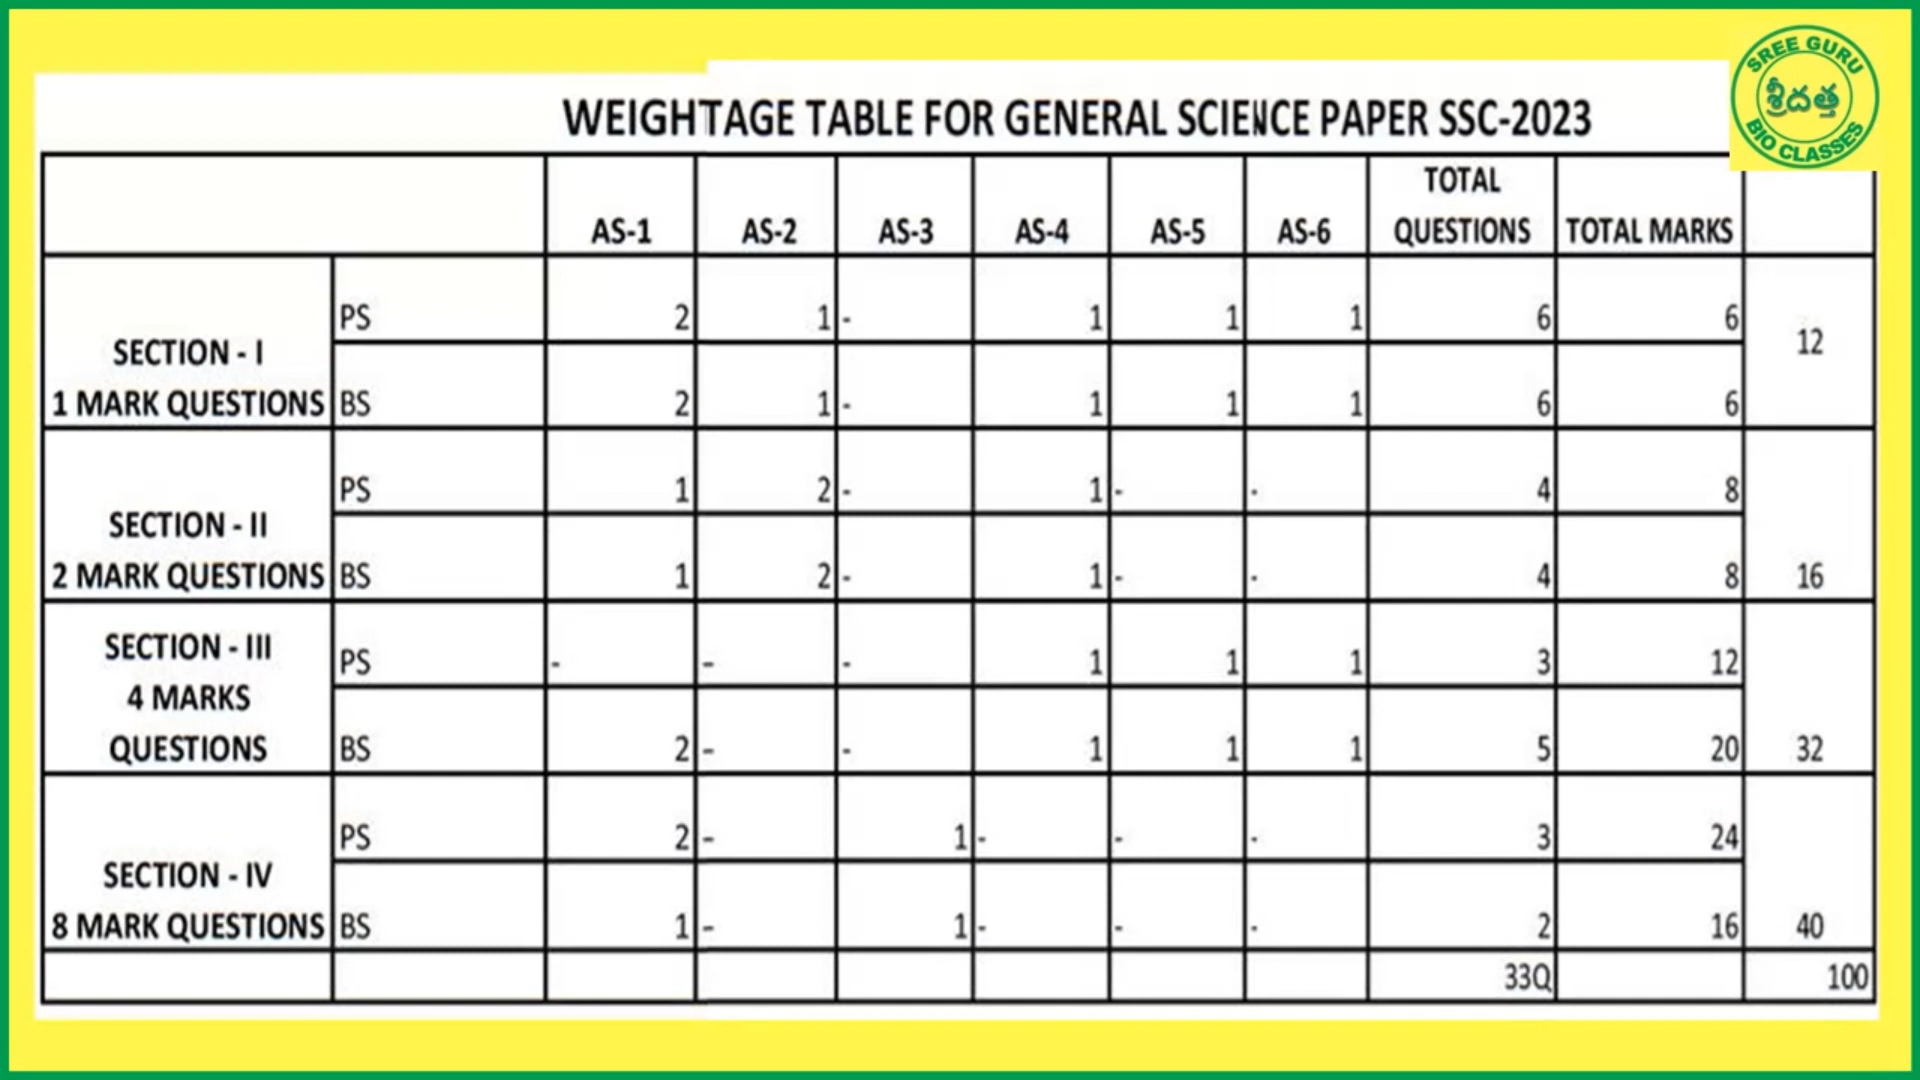 SREE GURU
శ్రీదత్త
BIO CLASSES
WEIGHTAGE TABLE FOR GENERAL SCIENCE PAPER SSC-2023
AS-1 AS-2 AS-3 AS-4 AS-5 AS-6 TOTAL QUESTIONS TOTAL MARKS
SECTION - I
1 MARK QUESTIONS
PS 2 1 - 1 1 1 6 6
BS 2 1 - 1 1 1 6 6
12
SECTION - II
2 MARK QUESTIONS
PS 1 2 - 1 - - 4 8
BS 1 2 - 1 - - 4 8
16
SECTION - III
4 MARKS
QUESTIONS
PS - - - 1 1 1 3 12
BS 2 - - 1 1 1 5 20
32
SECTION - IV
8 MARK QUESTIONS
PS 2 - 1 - - - 3 24
BS 1 - 1 - - - 2 16
40
33Q 100